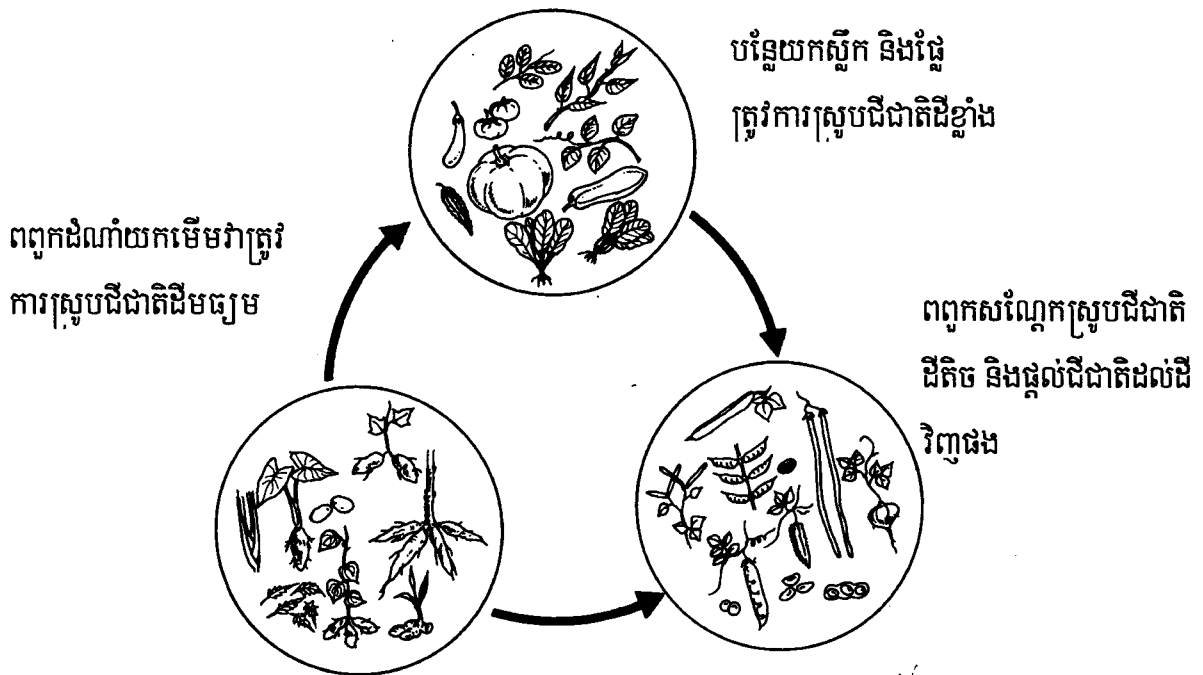 បន្លែយកស្លឹក និងផ្លែ
ត្រូវការស្រូបជីជាតិដីខ្លាំង
ពពួកដំណាំយកមើមវាត្រូវ
ការស្រូបជីជាតិដីមធ្យម
ពពួកសណ្តែកស្រូបជីជាតិ
ដីតិច និងផ្តល់ជីជាតិដល់ដី
វិញផង